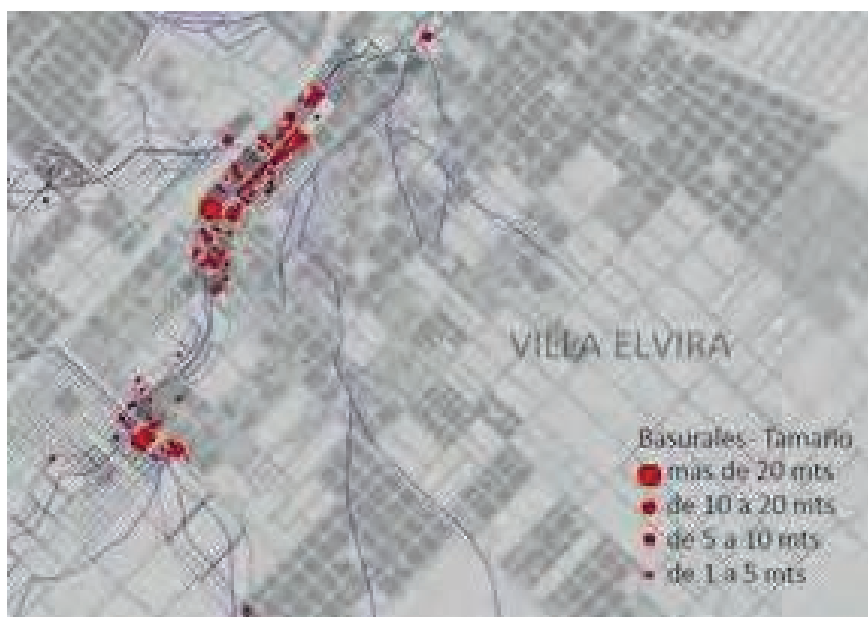 VILLA ELVIRA
Basurales - Tamaño
mas de 20 mts
de 10 a 20 mts
de 5 a 10 mts
de 1 a 5 mts